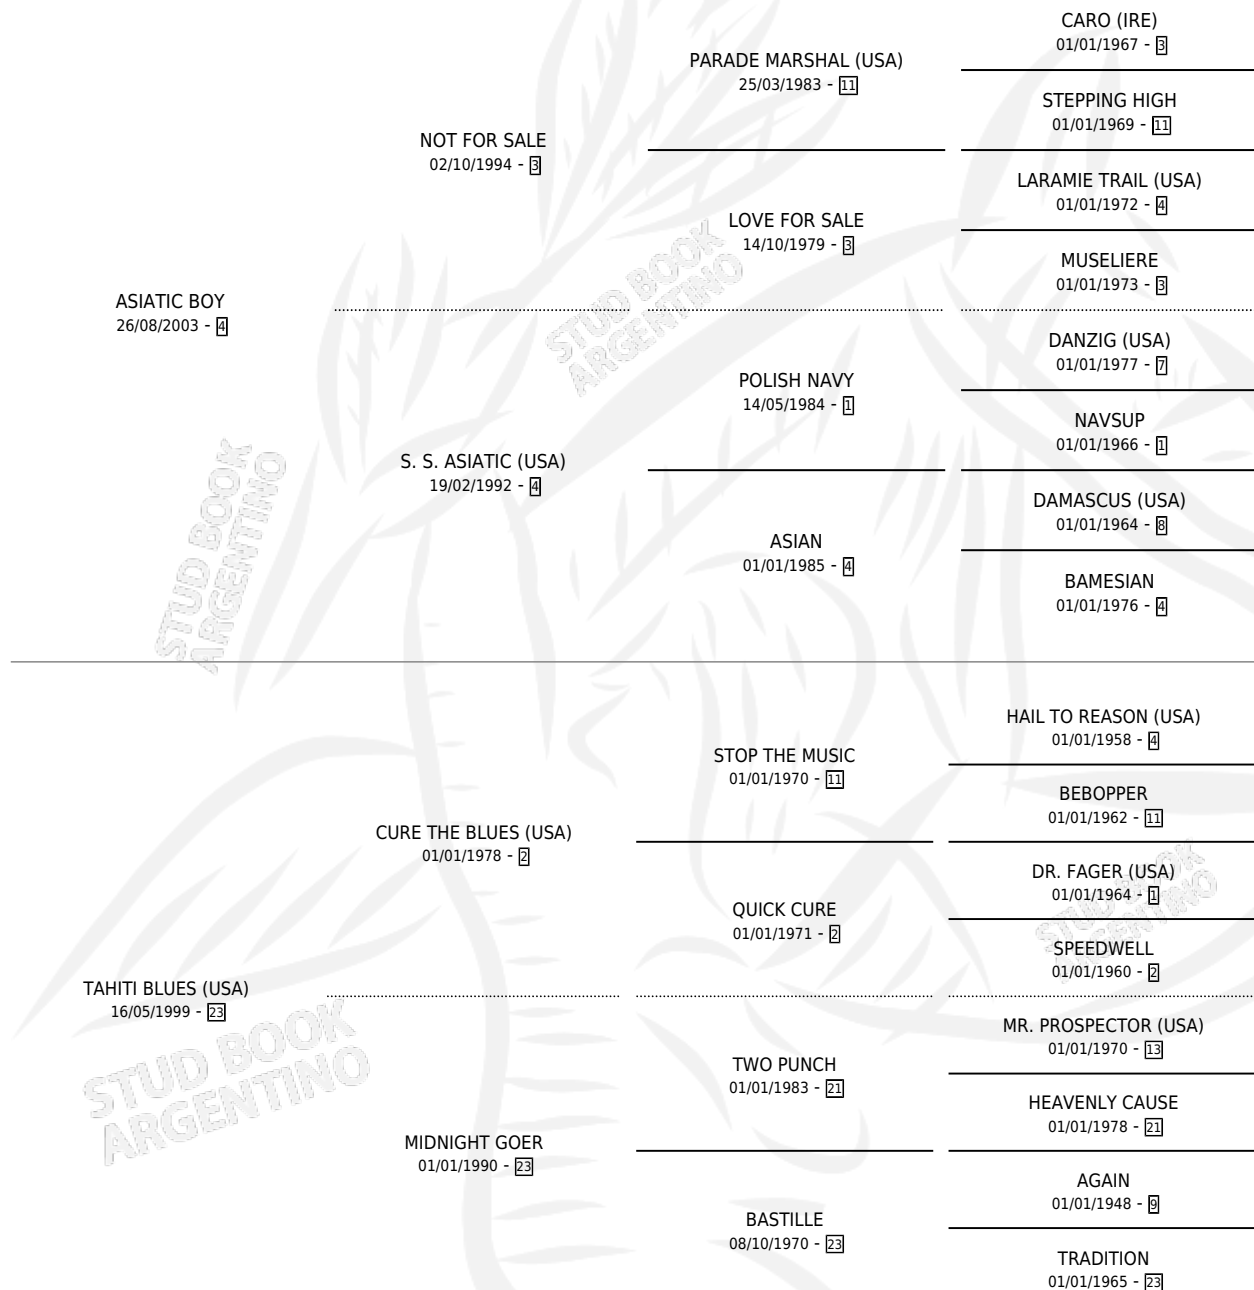 CARO (IRE)
01/01/1967 - 3
PARADE MARSHAL (USA)
25/03/1983 - 11
STEPPING HIGH
01/01/1969 - 11
NOT FOR SALE
02/10/1994 - 3
LARAMIE TRAIL (USA)
01/01/1972 - 4
LOVE FOR SALE
14/10/1979 - 3
MUSELIERE
01/01/1973 - 3
ASIATIC BOY
26/08/2003 - 4
DANZIG (USA)
01/01/1977 - 7
POLISH NAVY
14/05/1984 - 1
NAVSUP
01/01/1966 - 1
S. S. ASIATIC (USA)
19/02/1992 - 4
DAMASCUS (USA)
01/01/1964 - 8
ASIAN
01/01/1985 - 4
BAMESIAN
01/01/1976 - 4
HAIL TO REASON (USA)
01/01/1958 - 4
STOP THE MUSIC
01/01/1970 - 11
BEBOPPER
01/01/1962 - 11
CURE THE BLUES (USA)
01/01/1978 - 2
DR. FAGER (USA)
01/01/1964 - 1
QUICK CURE
01/01/1971 - 2
SPEEDWELL
01/01/1960 - 2
TAHITI BLUES (USA)
16/05/1999 - 23
MR. PROSPECTOR (USA)
01/01/1970 - 13
TWO PUNCH
01/01/1983 - 21
HEAVENLY CAUSE
01/01/1978 - 21
MIDNIGHT GOER
01/01/1990 - 23
AGAIN
01/01/1948 - 9
BASTILLE
08/10/1970 - 23
TRADITION
01/01/1965 - 23
STUD BOOK
ARGENTINO
STUD BOOK
ARGENTINO
STUD BOOK
ARGENTINO
STUD BOOK
ARGENTINO